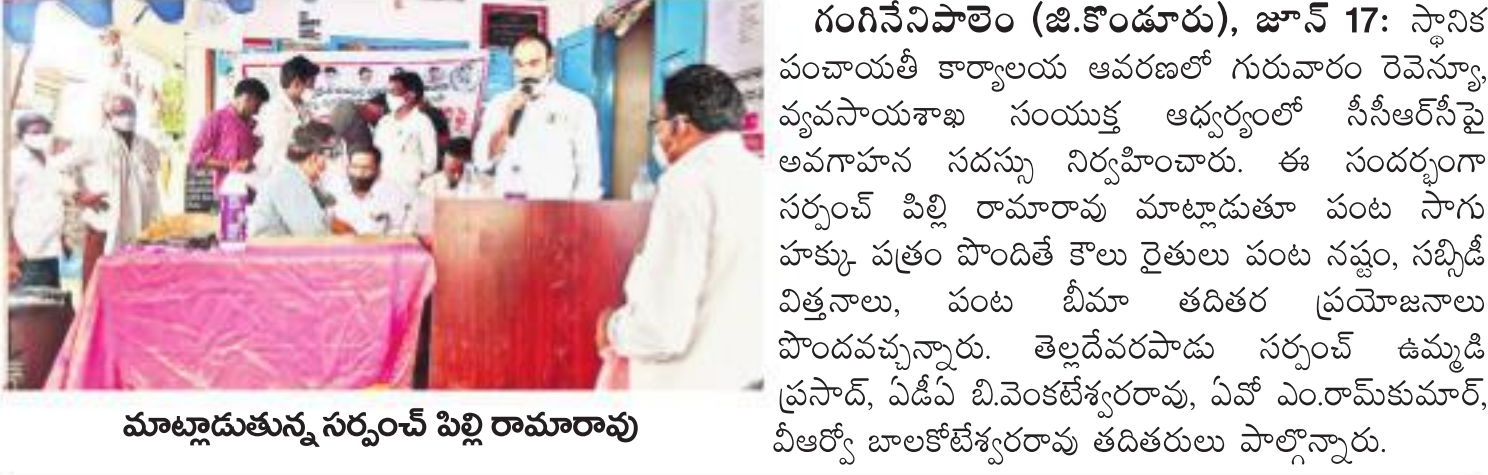 గంగినేనిపాలెం (జి.కొండూరు), జూన్ 17: స్థానిక
పంచాయతీ కార్యాలయ ఆవరణలో గురువారం రెవెన్యూ,
వ్యవసాయశాఖ సంయుక్త ఆధ్వర్యంలో సీసీఆర్‌సీపై
అవగాహన సదస్సు నిర్వహించారు. ఈ సందర్భంగా
సర్పంచ్ పిల్లి రామారావు మాట్లాడుతూ పంట సాగు
హక్కు పత్రం పొందితే కౌలు రైతులు పంట నష్టం, సబ్సిడీ
విత్తనాలు, పంట బీమా తదితర ప్రయోజనాలు
పొందవచ్చన్నారు. తెల్లదేవరపాడు సర్పంచ్ ఉమ్మడి
ప్రసాద్, ఏడీఏ బి.వెంకటేశ్వరరావు, ఏవో ఎం.రామ్‌కుమార్,
వీఆర్వో బాలకోటేశ్వరరావు తదితరులు పాల్గొన్నారు.
మాట్లాడుతున్న సర్పంచ్ పిల్లి రామారావు